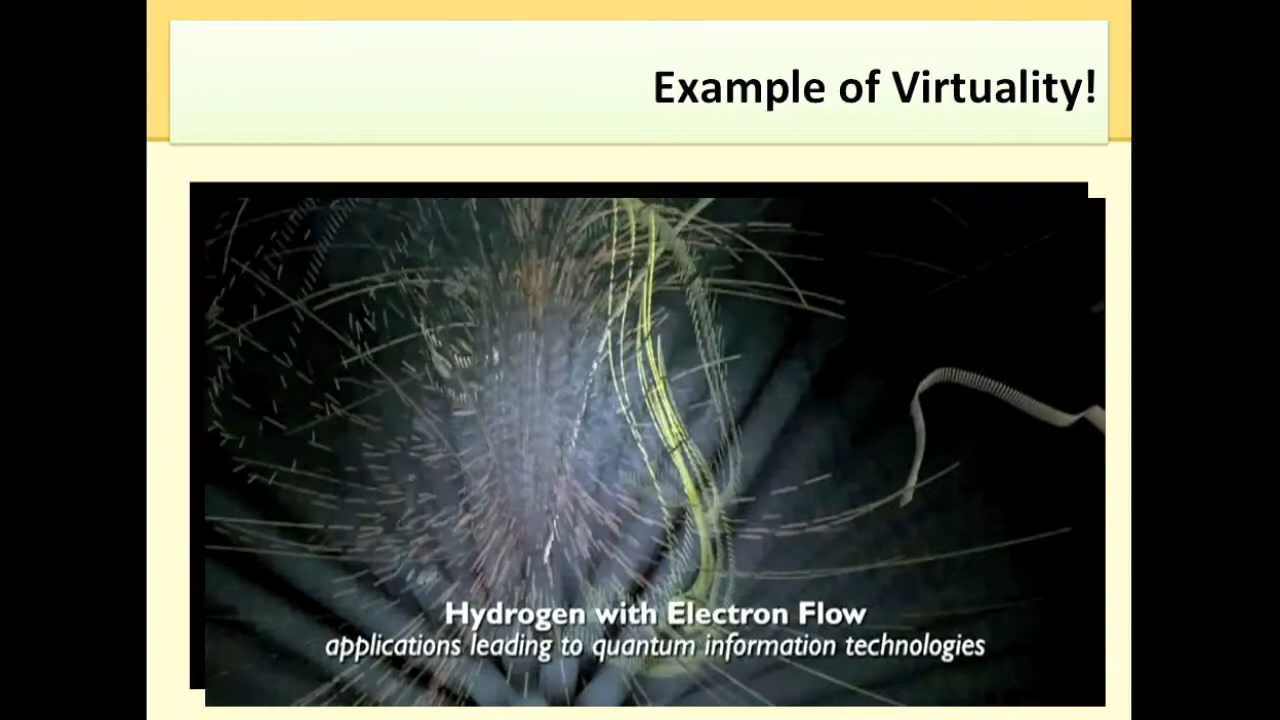 Example of Virtuality!
Hydrogen with Electron Flow
applications leading to quantum information technologies